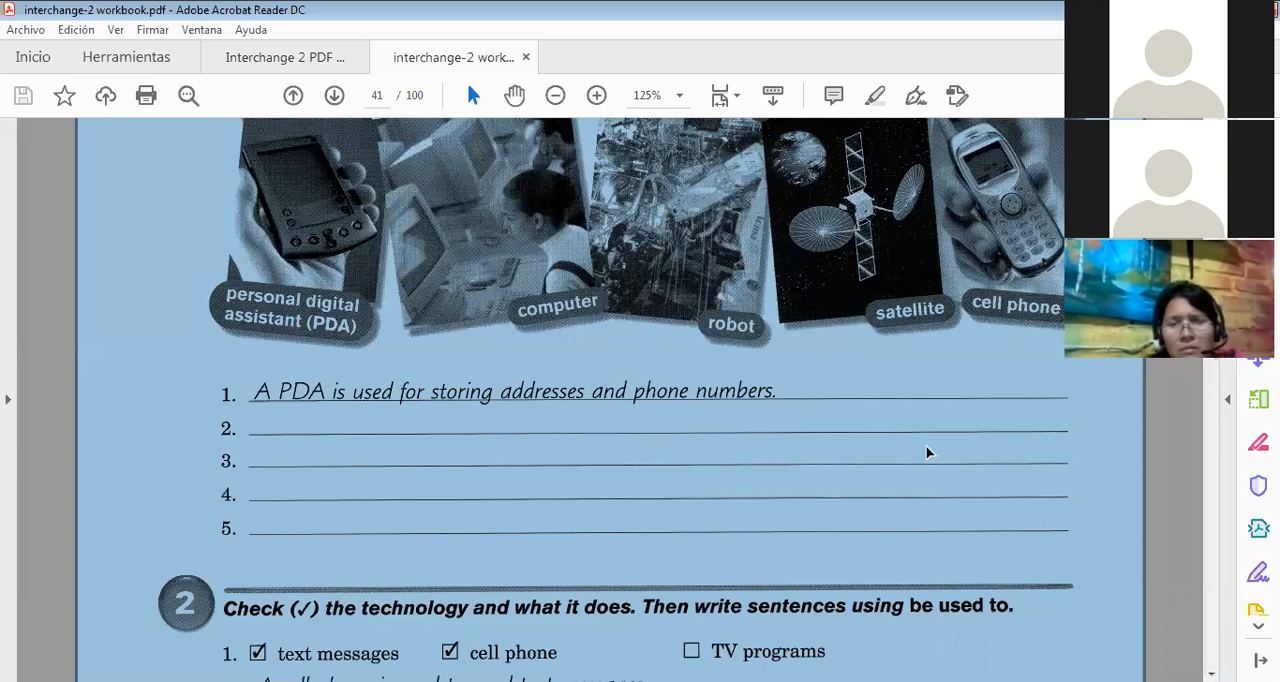 interchange-2 workbook.pdf - Adobe Acrobat Reader DC
Archivo Edición Ver Firmar Ventana Ayuda
Inicio Herramientas Interchange 2 PDF ... interchange-2 work... ×
41 / 100 125%
personal digital
assistant (PDA)
computer
robot
satellite
cell phone
1. A PDA is used for storing addresses and phone numbers.
2.
3.
4.
5.
2 Check (✓) the technology and what it does. Then write sentences using be used to.
1. ☑ text messages ☑ cell phone ☐ TV programs